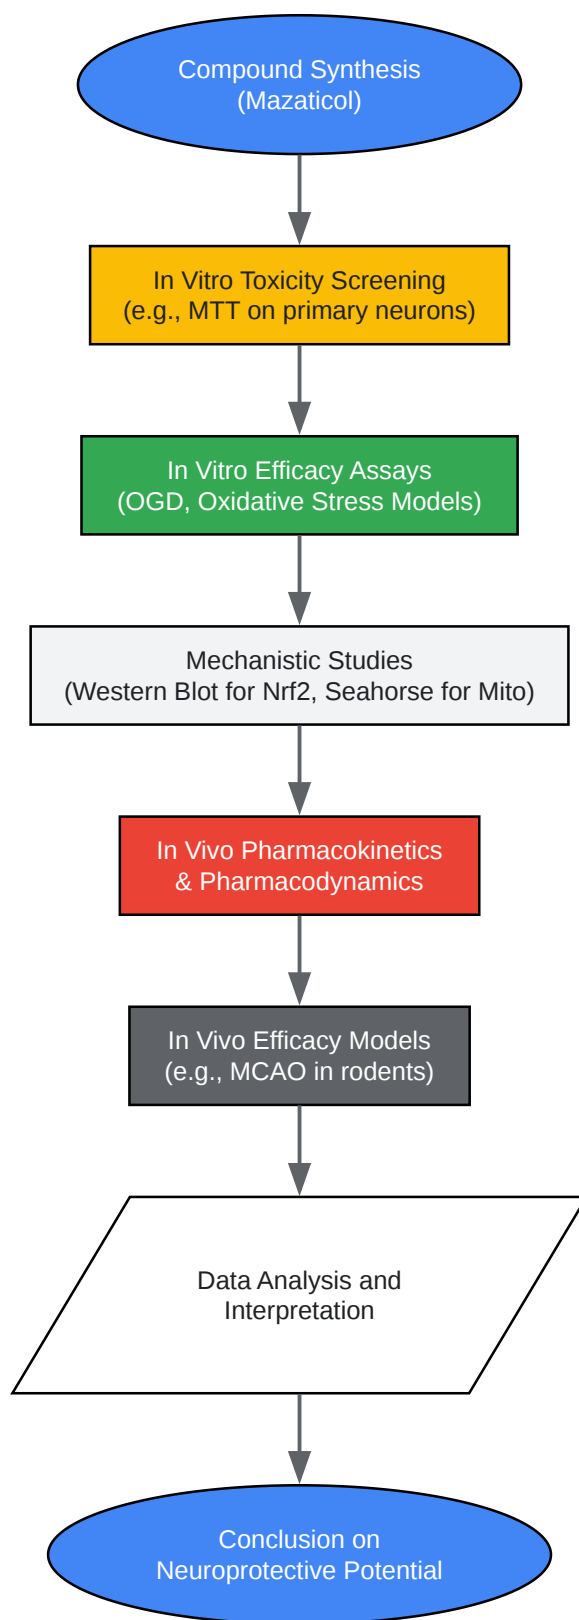 Compound Synthesis
(Mazaticol)
In Vitro Toxicity Screening
(e.g., MTT on primary neurons)
In Vitro Efficacy Assays
(OGD, Oxidative Stress Models)
Mechanistic Studies
(Western Blot for Nrf2, Seahorse for Mito)
In Vivo Pharmacokinetics
& Pharmacodynamics
In Vivo Efficacy Models
(e.g., MCAO in rodents)
Data Analysis and
Interpretation
Conclusion on
Neuroprotective Potential